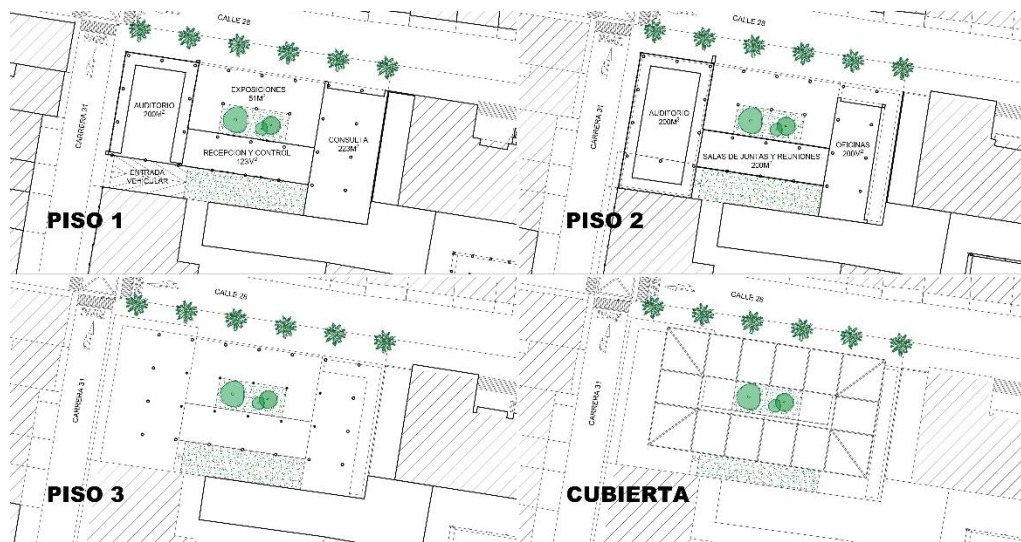 CALLE 28
CARRERA 31
AUDITORIO
200M²
EXPOSICIONES
51M²
RECEPCION Y CONTROL
123M²
CONSULTA
223M²
ENTRADA
VEHICULAR
PISO 1
CALLE 28
CARRERA 31
AUDITORIO
200M²
SALAS DE JUNTAS Y REUNIONES
200M²
OFICINAS
200M²
PISO 2
CALLE 28
CARRERA 31
PISO 3
CALLE 28
CARRERA 31
CUBIERTA